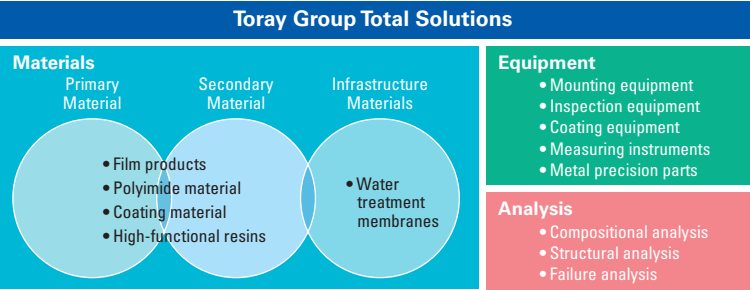 Toray Group Total Solutions
Materials
Primary
Material
Secondary
Material
Infrastructure
Materials
• Film products
• Polyimide material
• Coating material
• High-functional resins
• Water
treatment
membranes
Equipment
• Mounting equipment
• Inspection equipment
• Coating equipment
• Measuring instruments
• Metal precision parts
Analysis
• Compositional analysis
• Structural analysis
• Failure analysis